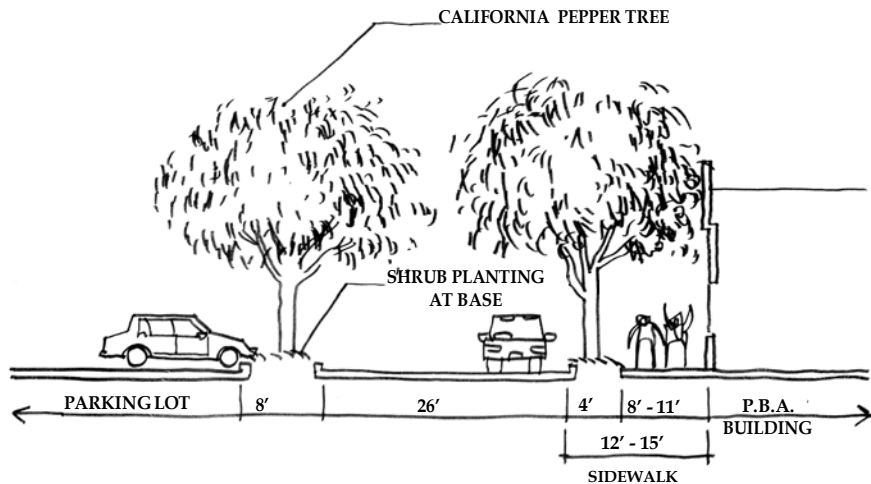 CALIFORNIA PEPPER TREE
SHRUB PLANTING
AT BASE
PARKING LOT
8'
26'
4'
8' - 11'
P.B.A.
BUILDING
12' - 15'
SIDEWALK